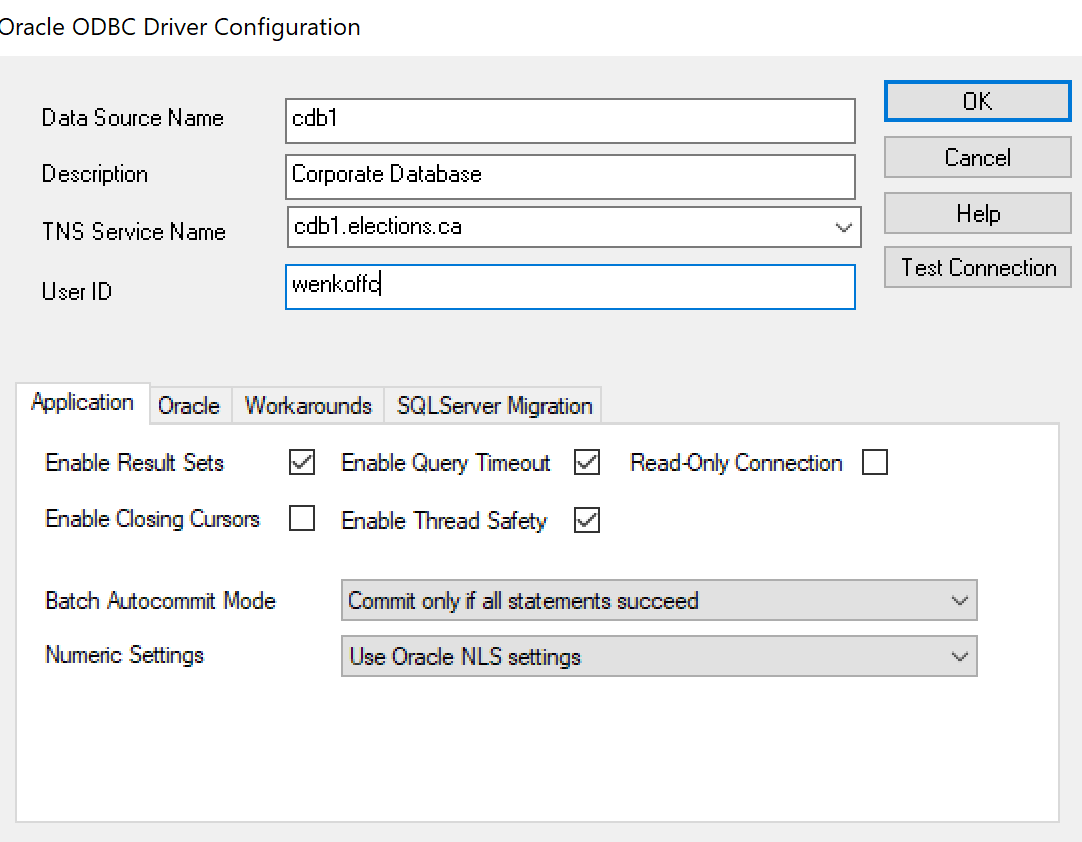 Oracle ODBC Driver Configuration
Data Source Name cdb1 OK
Description Corporate Database Cancel
TNS Service Name cdb1.elections.ca Help
User ID wenkoffc Test Connection
Application Oracle Workarounds SQLServer Migration
Enable Result Sets Enable Query Timeout Read-Only Connection
Enable Closing Cursors Enable Thread Safety
Batch Autocommit Mode Commit only if all statements succeed
Numeric Settings Use Oracle NLS settings